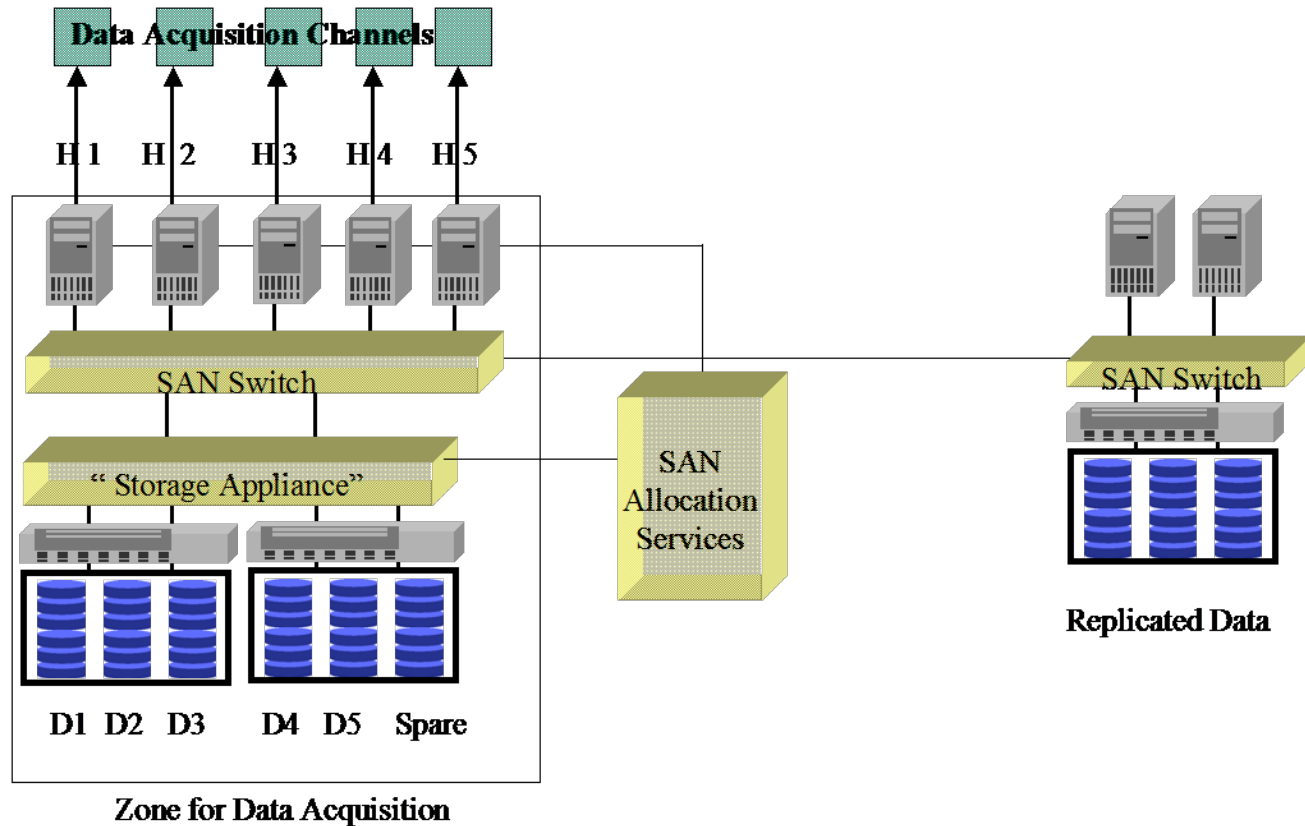 Data Acquisition Channels
H 1 H 2 H 3 H 4 H 5
SAN Switch
SAN Switch
“ Storage Appliance”
SAN
Allocation
Services
Replicated Data
D1 D2 D3 D4 D5 Spare
Zone for Data Acquisition